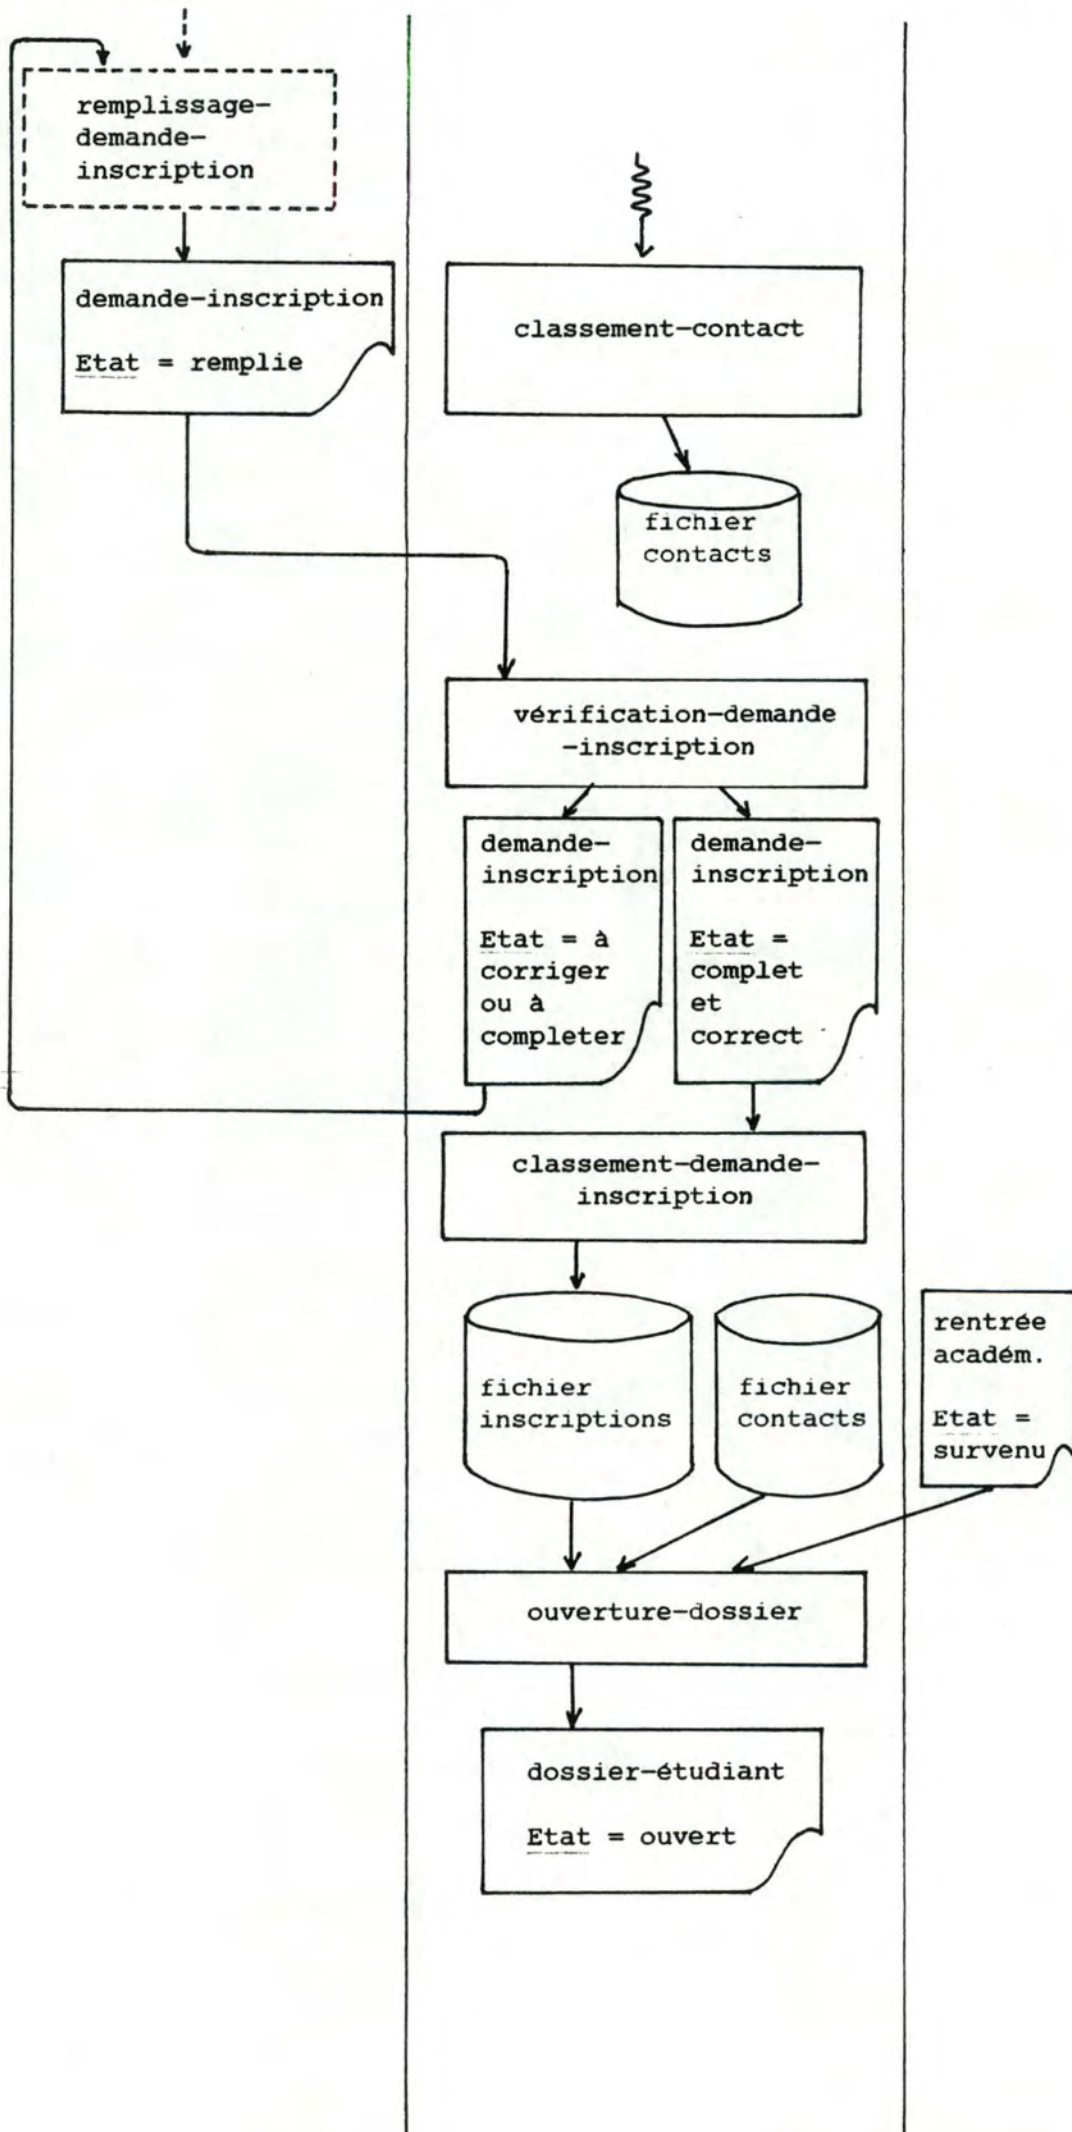 remplissage-
demande-
inscription
demande-inscription
Etat = remplie
classement-contact
fichier
contacts
vérification-demande
-inscription
demande-
inscription
Etat = à
corriger
ou à
completer
demande-
inscription
Etat =
complet
et
correct
classement-demande-
inscription
fichier
inscriptions
fichier
contacts
rentrée
académ.
Etat =
survenu
ouverture-dossier
dossier-étudiant
Etat = ouvert